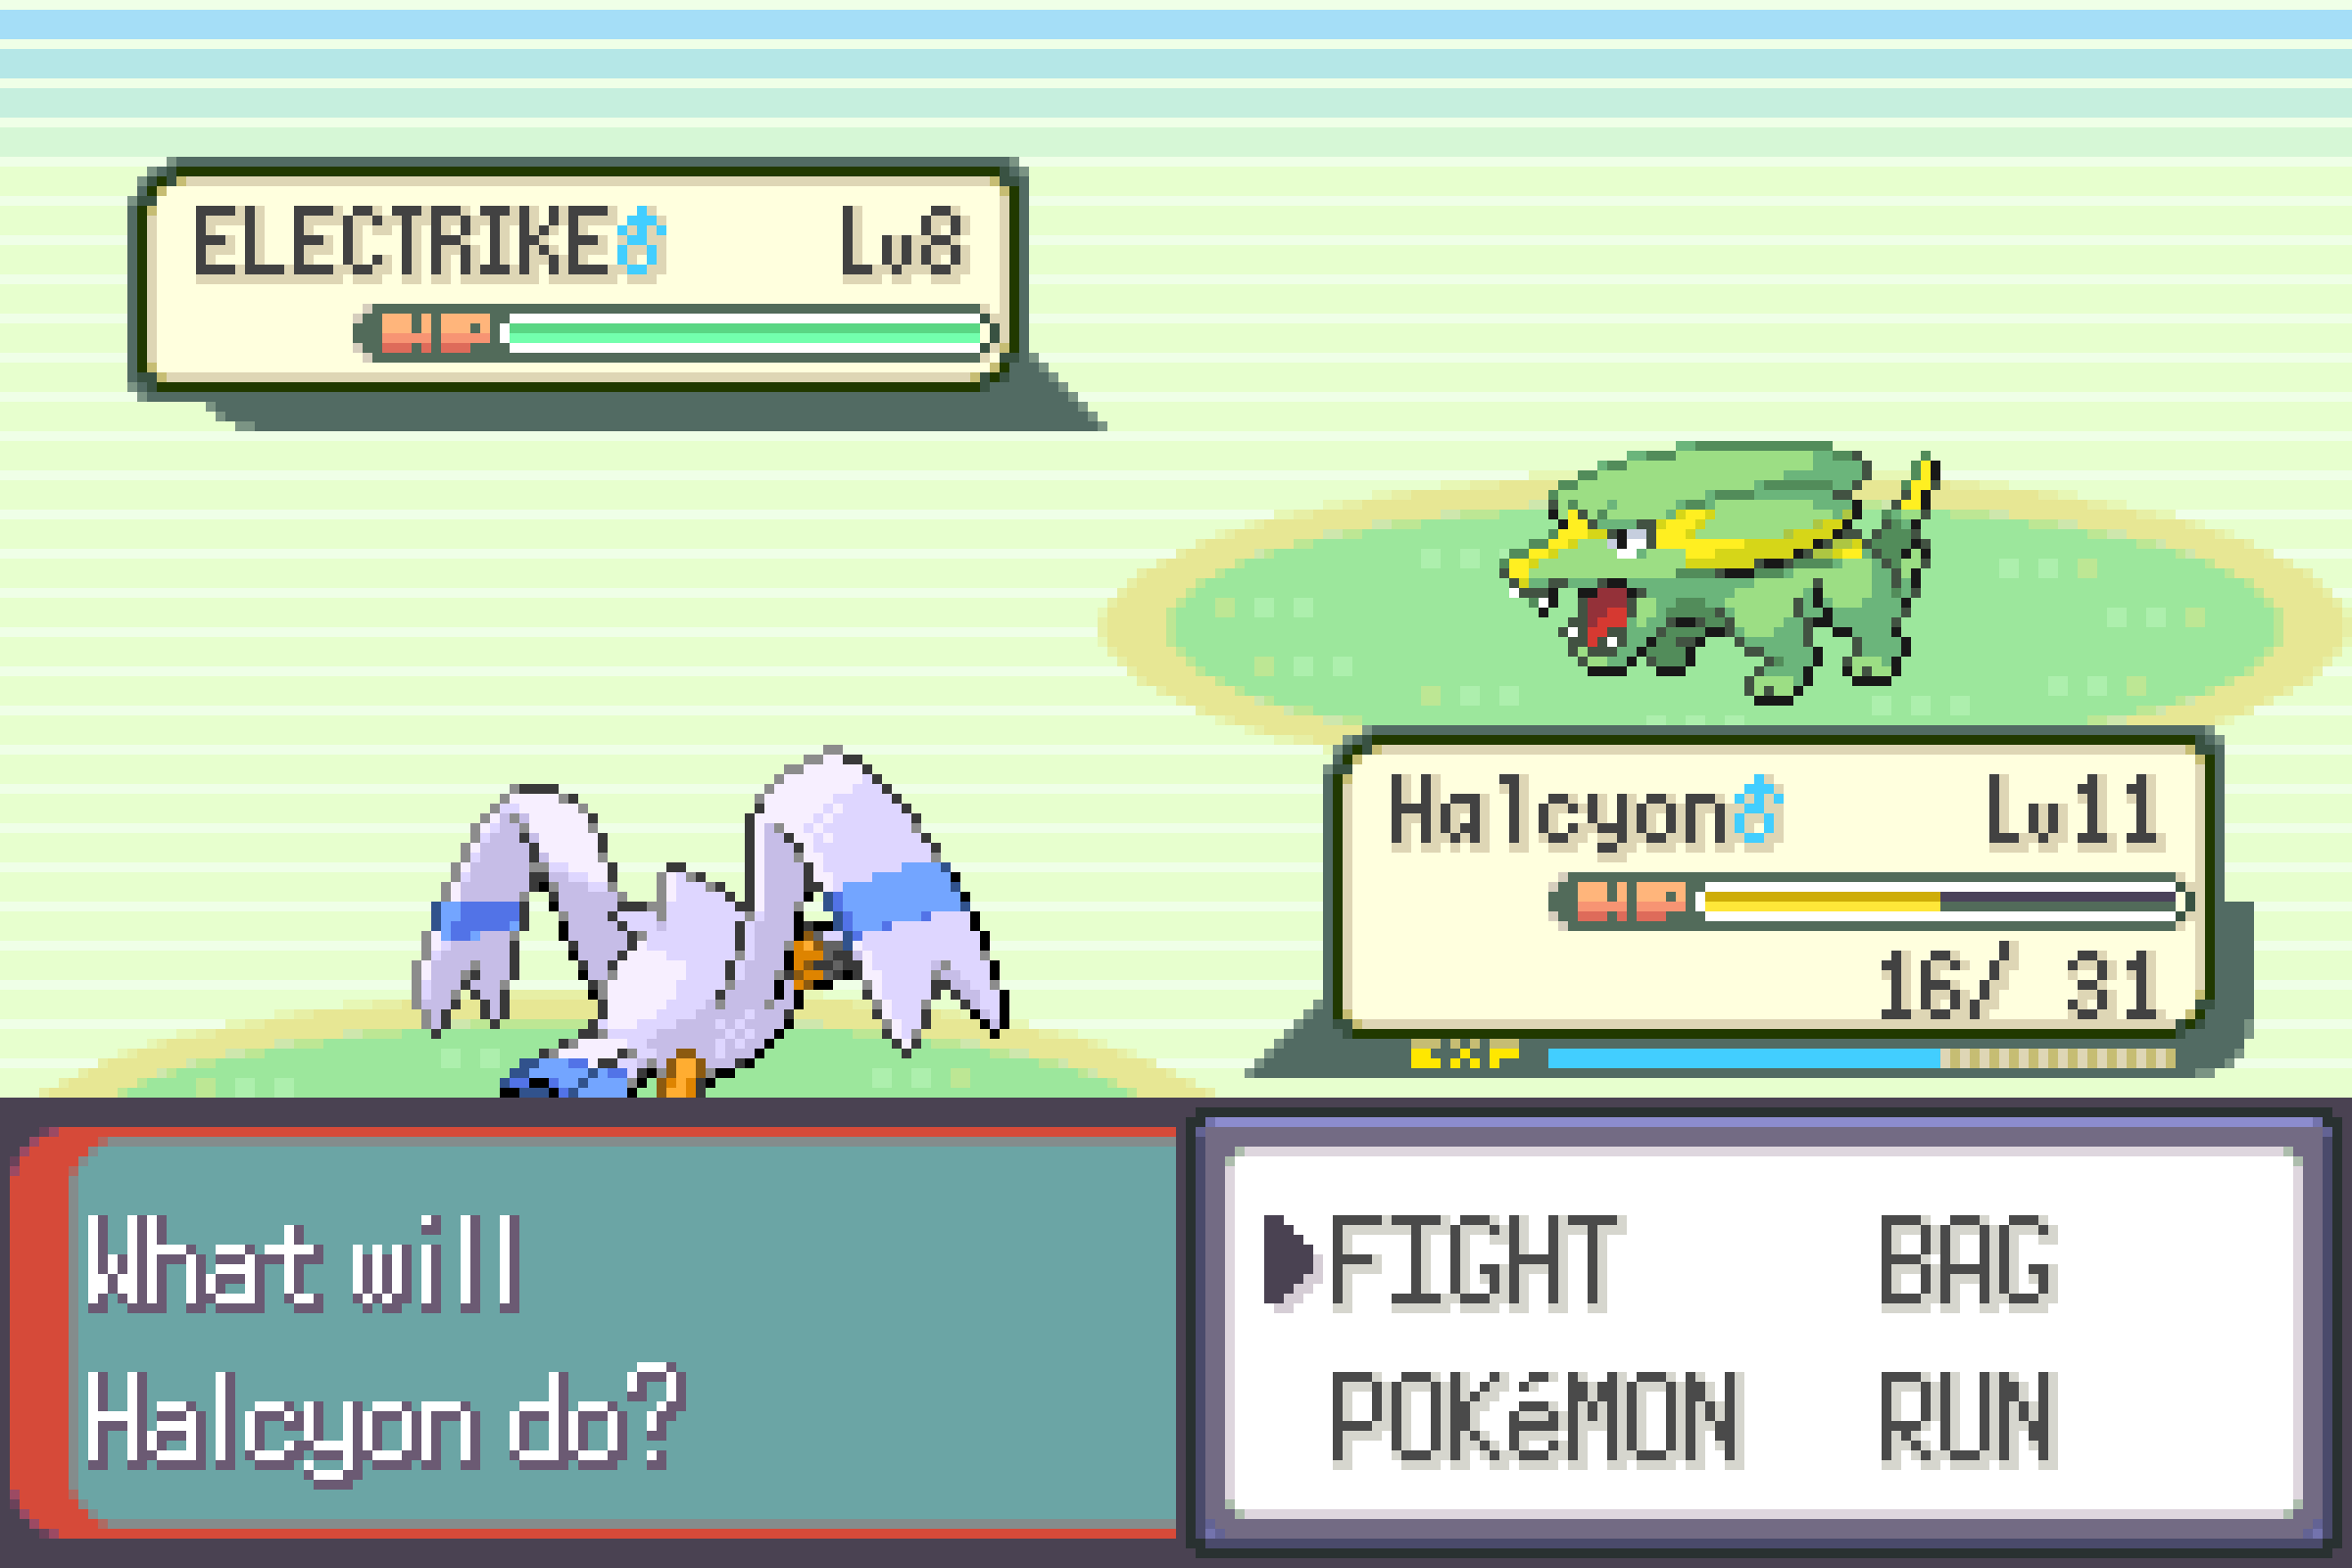 ELECTRIKE♂ Lv8
HP
Halcyon♂ Lv11
HP
16/ 31
EXP
What will
Halcyon do?
FIGHT BAG
POKéMON RUN